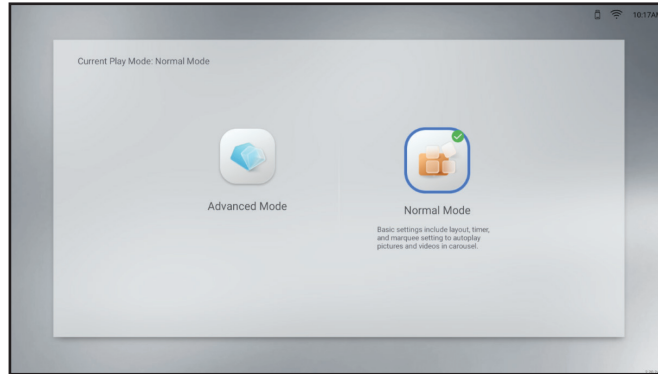 10:17AM
Current Play Mode: Normal Mode
Advanced Mode
Normal Mode
Basic settings include layout, timer,
and marquee setting to autoplay
pictures and videos in carousel.